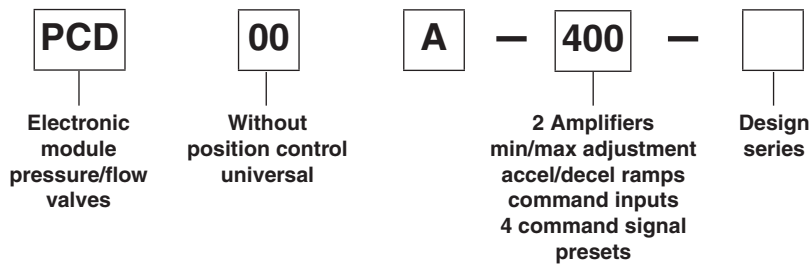 PCD 00 A – 400 –
Electronic
module
pressure/flow
valves
Without
position control
universal
2 Amplifiers
min/max adjustment
accel/decel ramps
command inputs
4 command signal
presets
Design
series